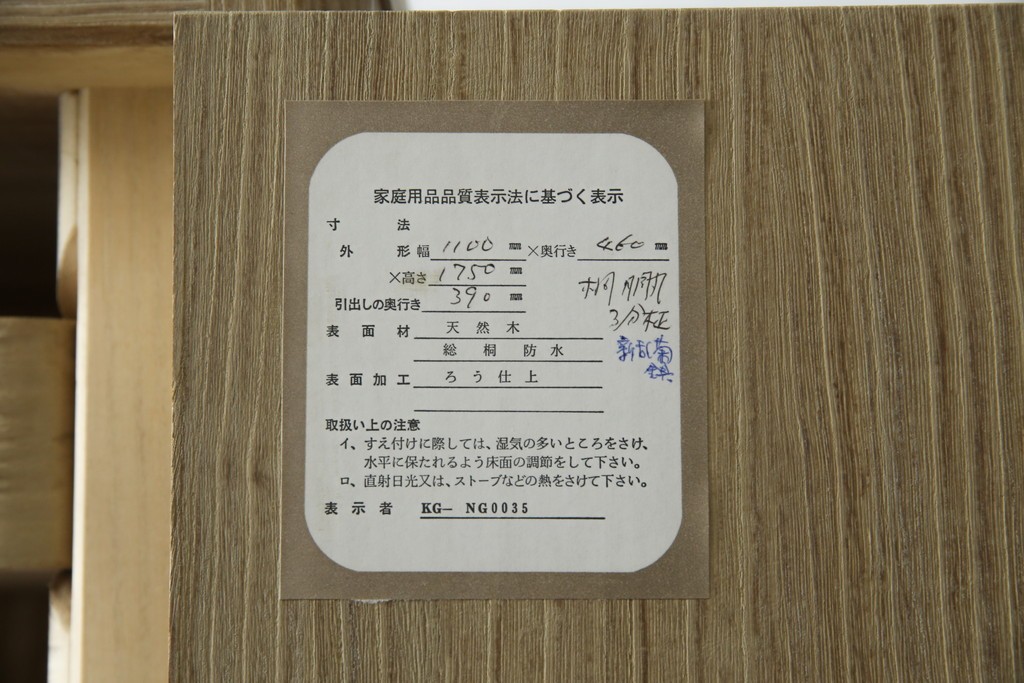 家庭用品品質表示法に基づく表示
寸法
外形 幅 1100 mm ×奥行き 460 mm
×高さ 1750 mm
引出しの奥行き 390 mm
桐胴
3分
表面材 天然木
総桐防水
新 菊
表面加工 ろう仕上
取扱い上の注意
イ、すえ付けに際しては、湿気の多いところをさけ、
水平に保たれるよう床面の調節をして下さい。
ロ、直射日光又は、ストーブなどの熱をさけて下さい。
表示者 KG― NG0035